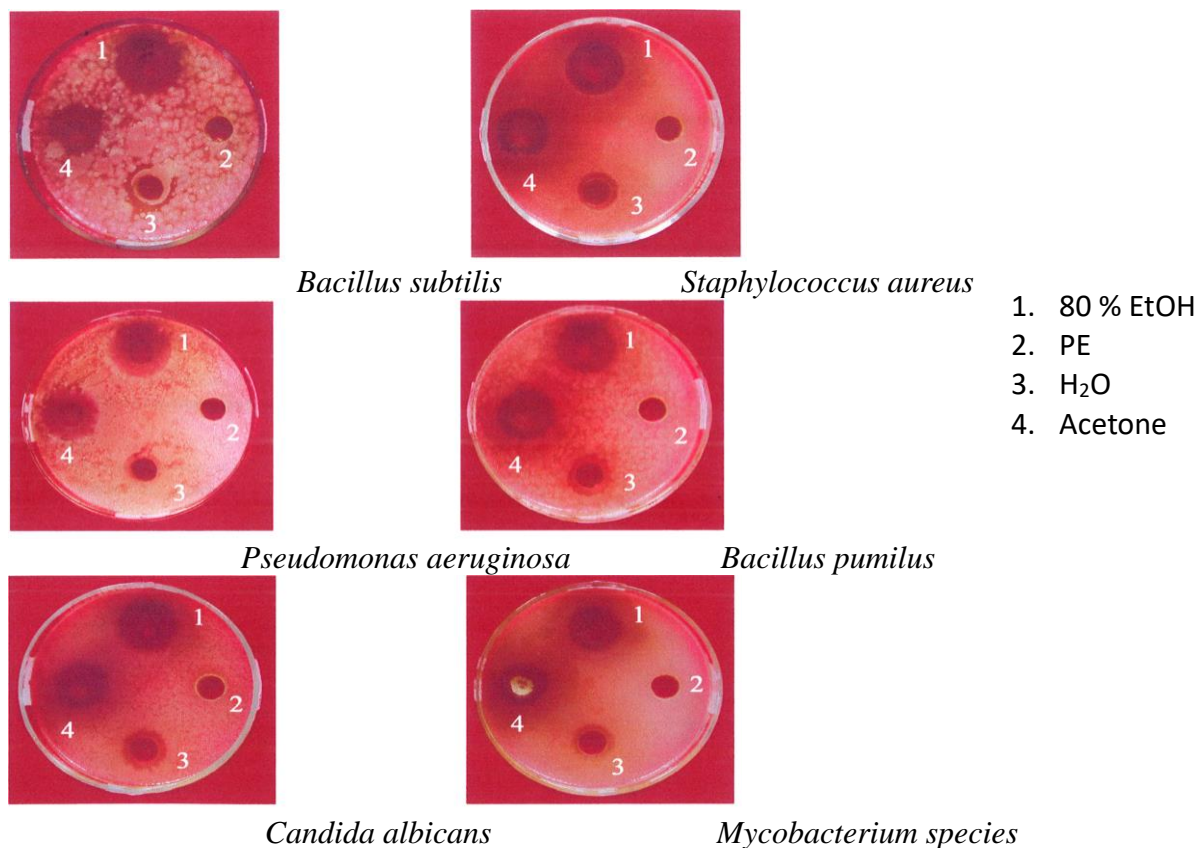 1
2
3
4
1
2
3
4
Bacillus subtilis
Staphylococcus aureus
1
2
3
4
1
2
3
4
1. 80 % EtOH
2. PE
3. H₂O
4. Acetone
Pseudomonas aeruginosa
Bacillus pumilus
1
2
3
4
1
2
3
4
Candida albicans
Mycobacterium species